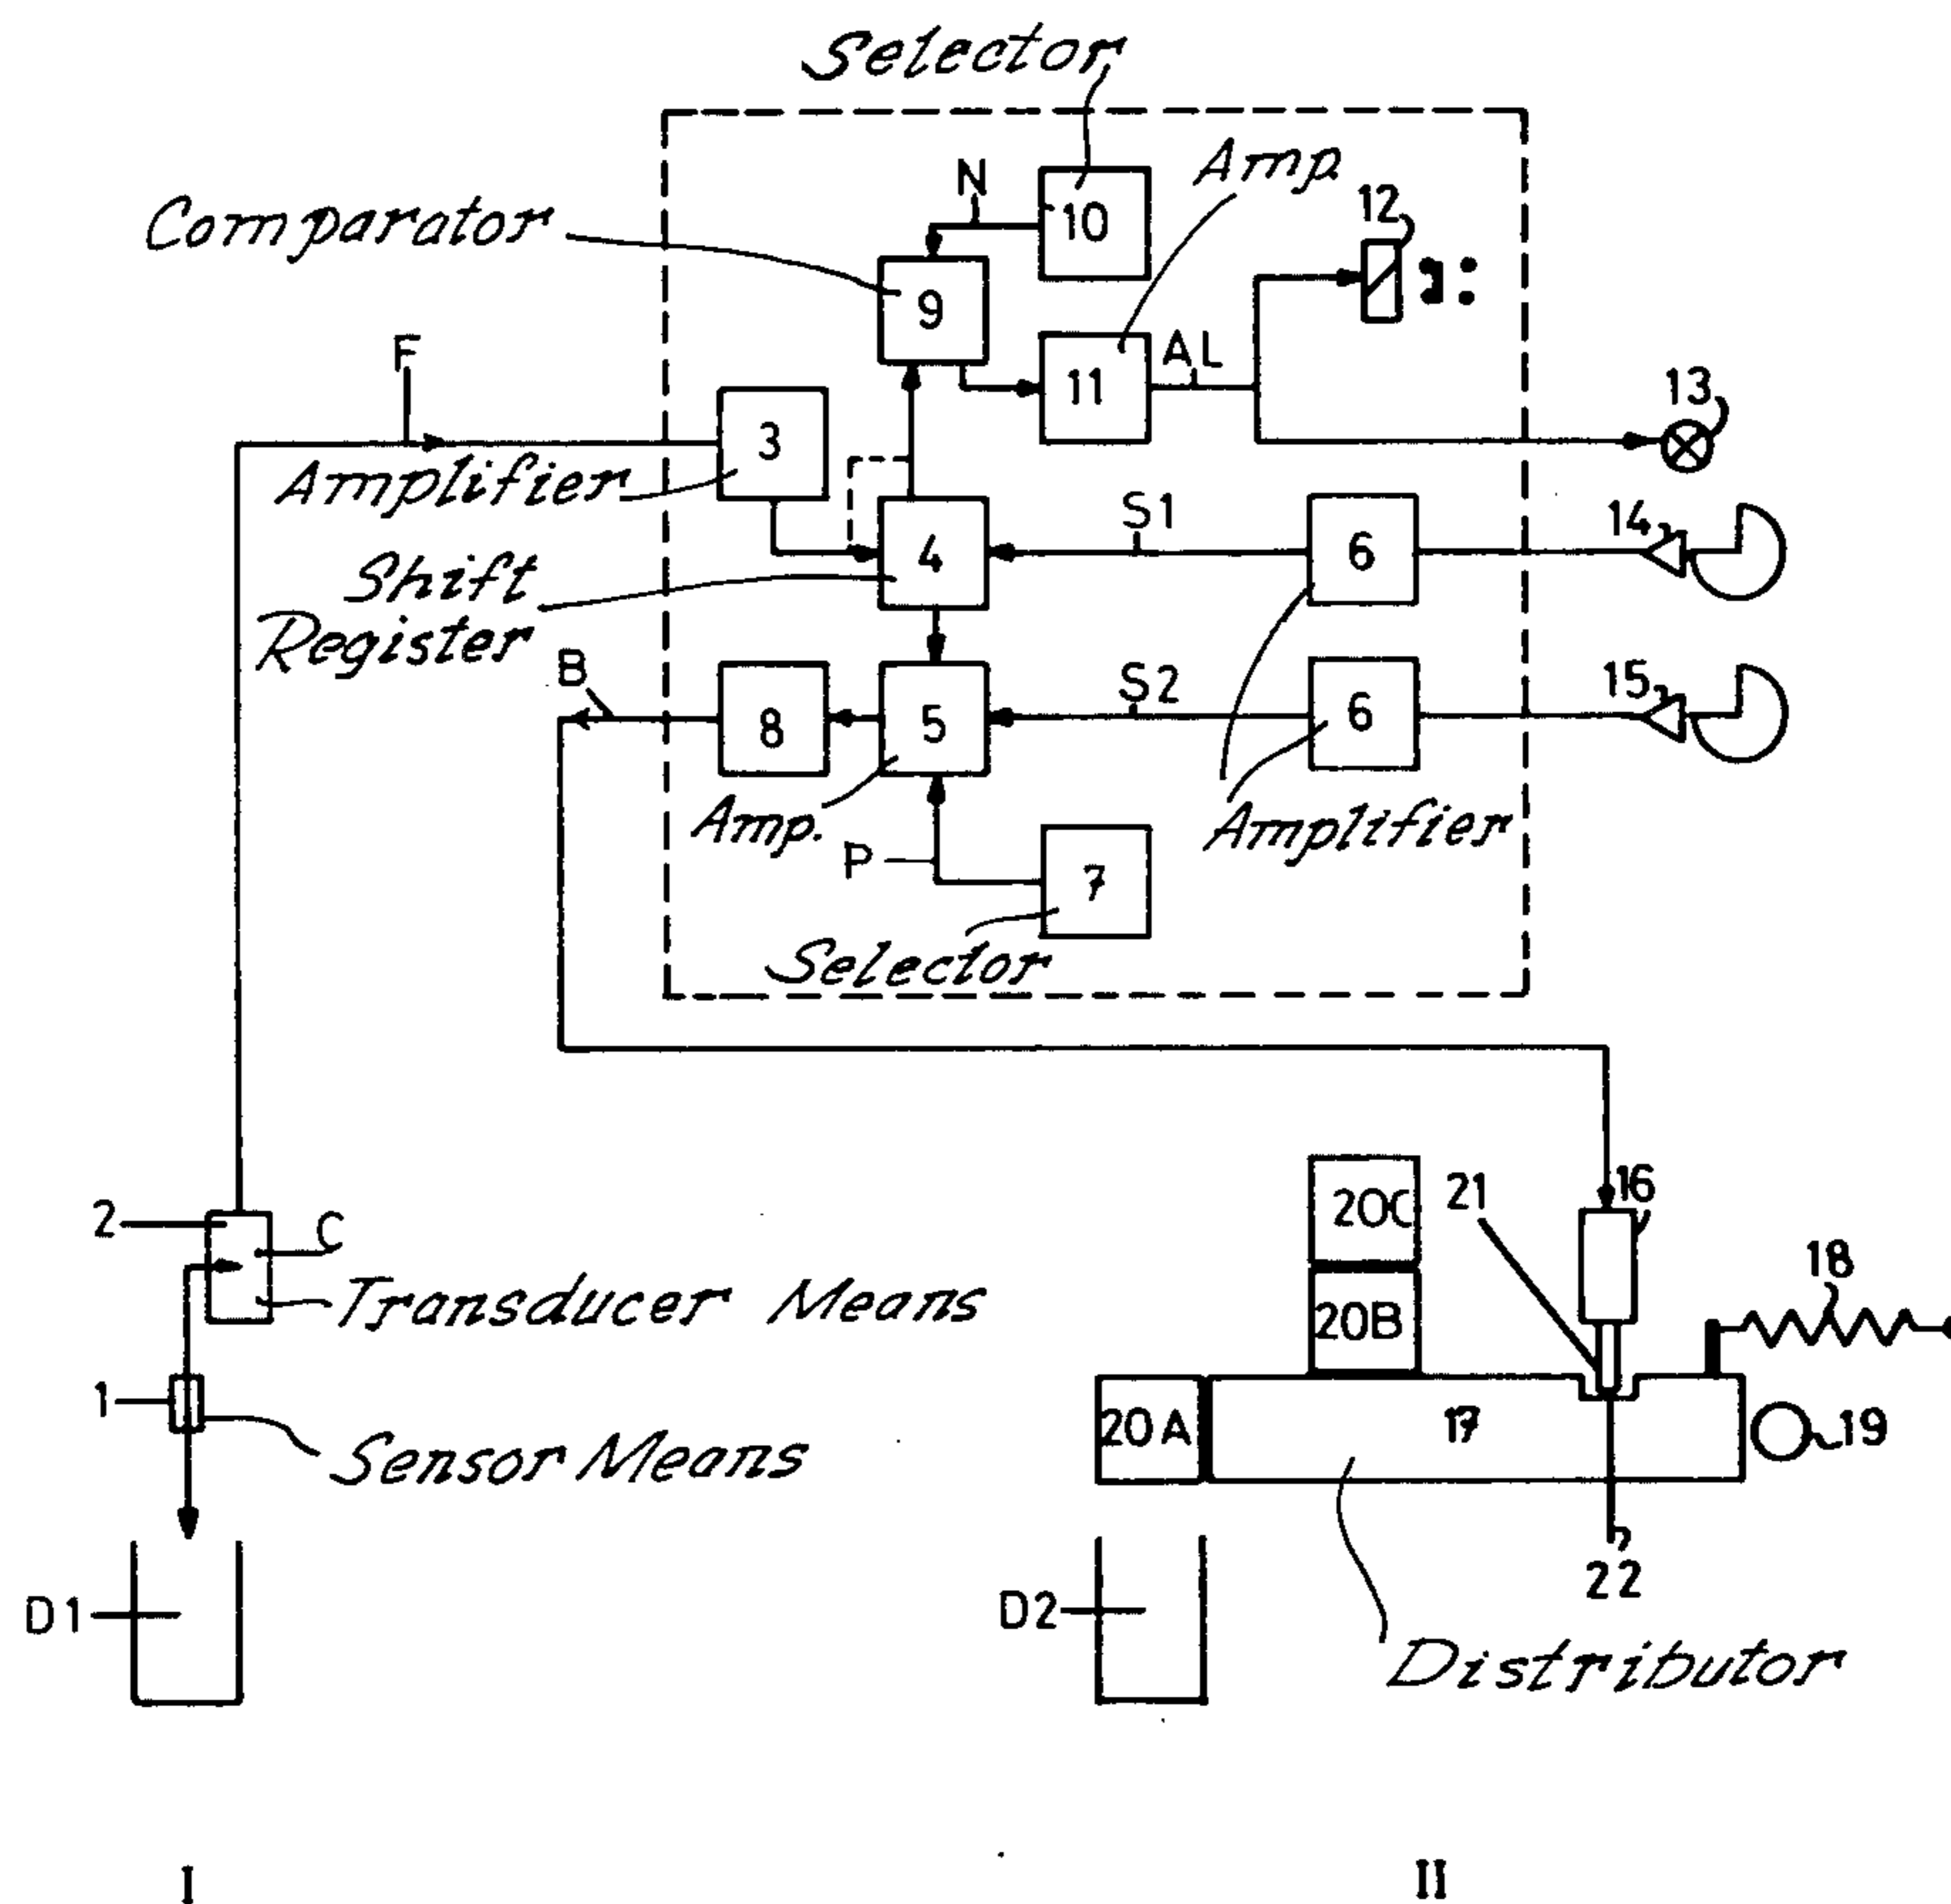 Selector
Amp.
N
10
12
Comparator
9
F
11
AL
13
3
Amplifier
S1
14
4
6
Shift
Register
B
S2
15
8
5
6
Amp.
Amplifier
P
7
Selector
2
C
20C
21
16
18
Transducer Means
20B
1
20A
17
19
Sensor Means
22
D1
D2
Distributor
I
II